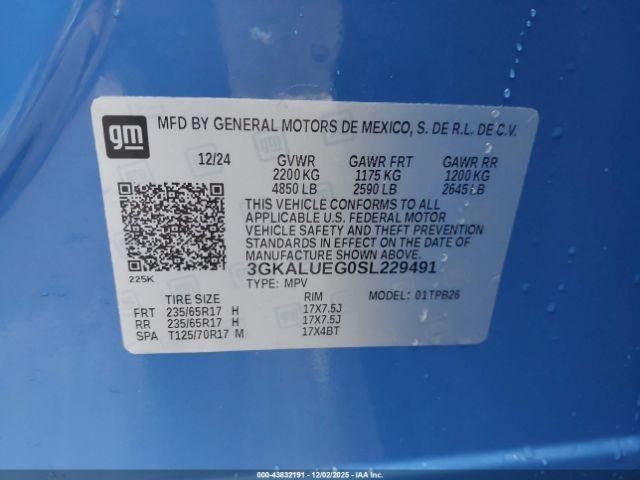 gm
MFD BY GENERAL MOTORS DE MEXICO, S. DE R.L. DE C.V.
12/24 GVWR GAWR FRT GAWR RR
2200 KG 1175 KG 1200 KG
4850 LB 2590 LB 2645 LB
THIS VEHICLE CONFORMS TO ALL
APPLICABLE U.S. FEDERAL MOTOR
VEHICLE SAFETY AND THEFT PREVENTION
STANDARDS IN EFFECT ON THE DATE OF
MANUFACTURE SHOWN ABOVE.
225K
3GKALUEG0SL229491
TYPE: MPV MODEL: 01TPB26
TIRE SIZE RIM
FRT 235/65R17 H 17X7.5J
RR 235/65R17 H 17X7.5J
SPA T125/70R17 M 17X4BT
000-43832191 - 12/02/2025 - IAA Inc.